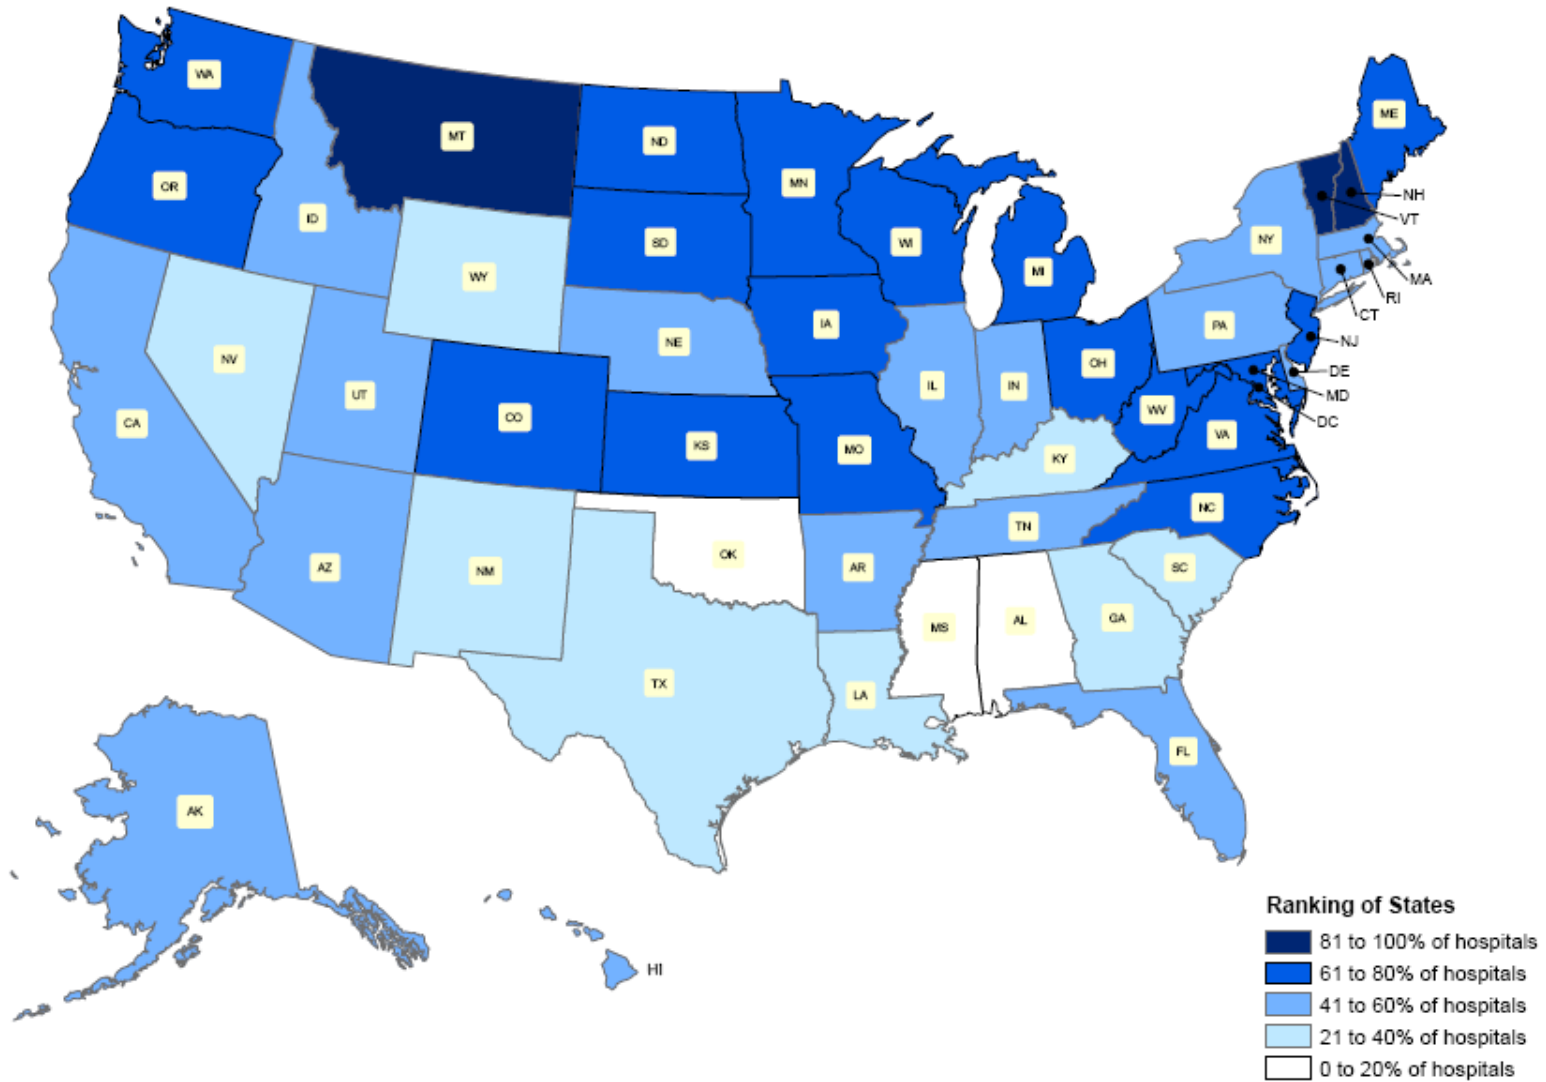 WA
MT
ND
MN
ME
OR
ID
SD
WI
MI
NY
NH
VT
MA
RI
CT
WY
IA
NE
PA
NJ
NV
UT
CO
IL
IN
OH
DE
MD
DC
CA
KS
MO
WV
VA
KY
NC
TN
AZ
NM
OK
AR
SC
MS
AL
GA
TX
LA
FL
AK
HI
Ranking of States
81 to 100% of hospitals
61 to 80% of hospitals
41 to 60% of hospitals
21 to 40% of hospitals
0 to 20% of hospitals